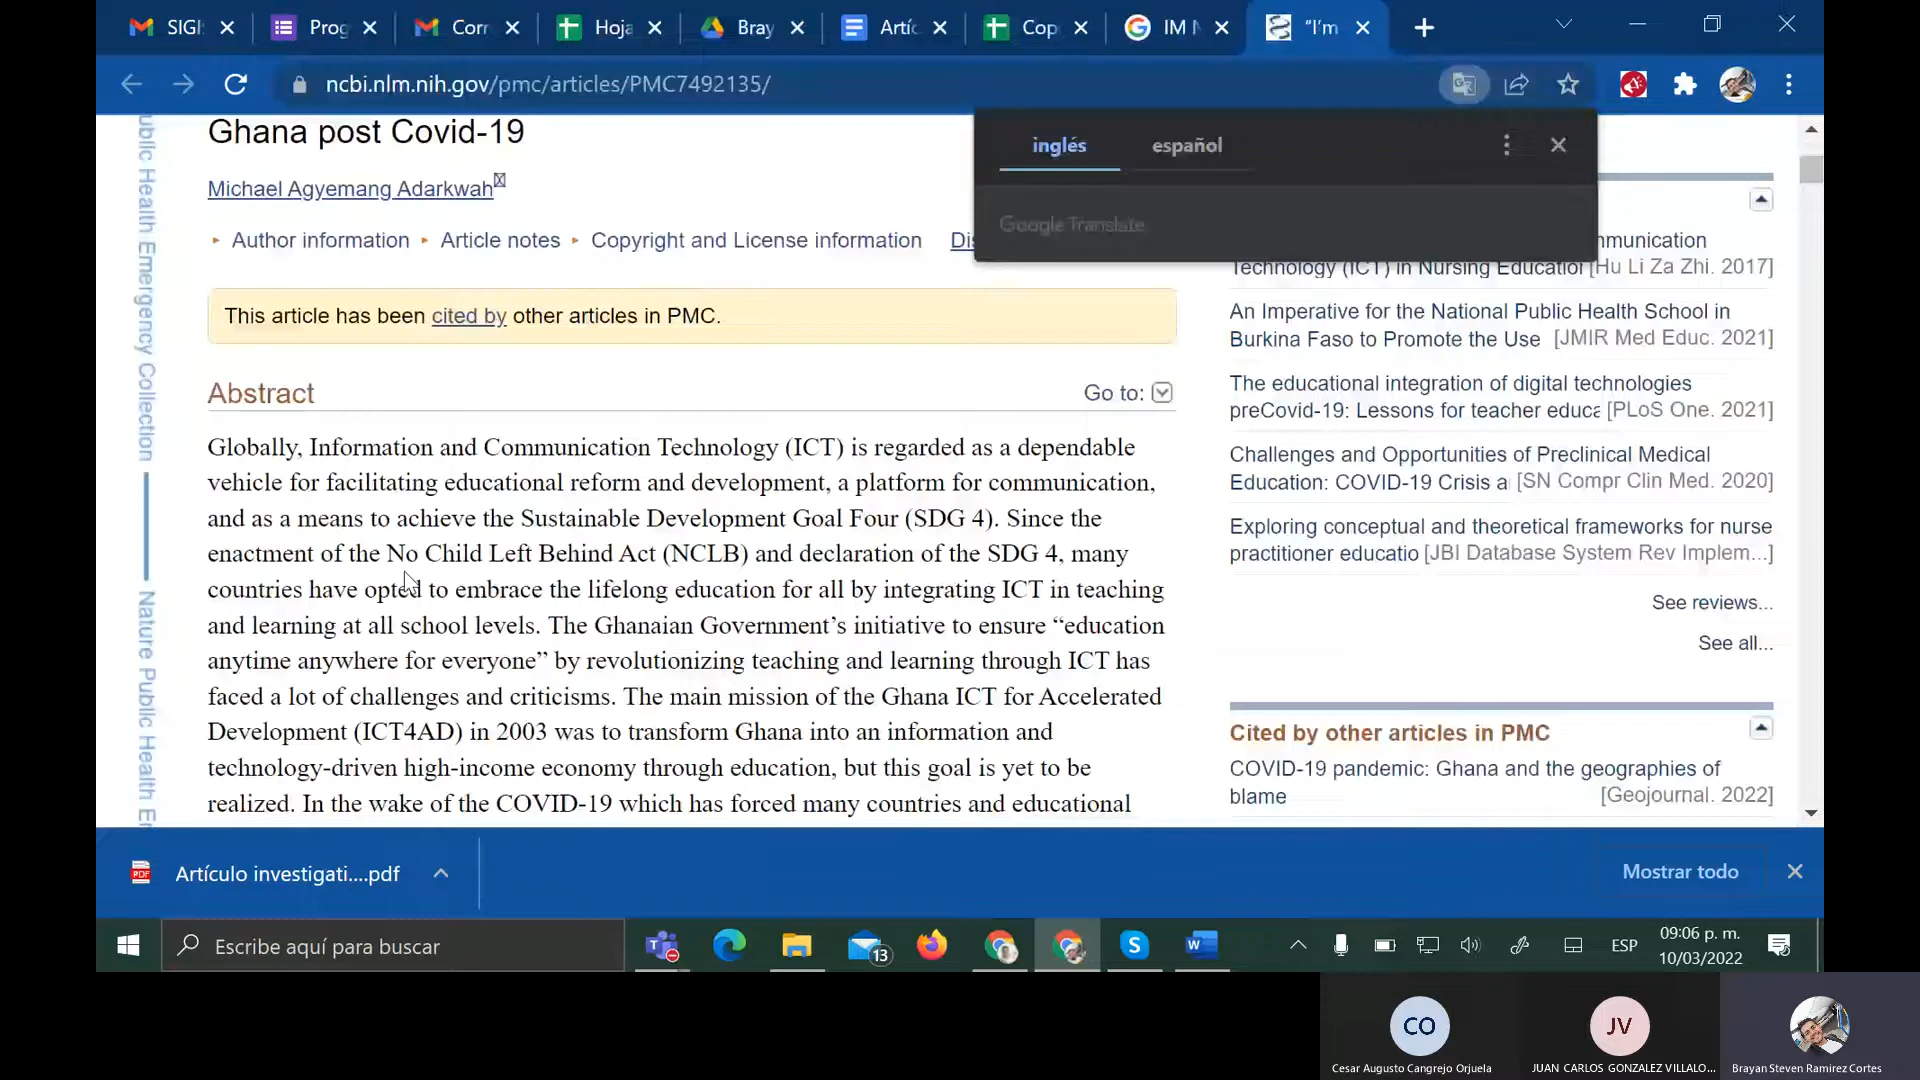 SIGI
Prog
Corr
Hoja
Bray
Artíc
Cop
IM N
"I'm
ncbi.nlm.nih.gov/pmc/articles/PMC7492135/
Ghana post Covid-19
inglés
español
Google Translate
Michael Agyemang Adarkwah
Author information
Article notes
Copyright and License information
Dis
This article has been cited by other articles in PMC.
Abstract
Go to:
Globally, Information and Communication Technology (ICT) is regarded as a dependable
vehicle for facilitating educational reform and development, a platform for communication,
and as a means to achieve the Sustainable Development Goal Four (SDG 4). Since the
enactment of the No Child Left Behind Act (NCLB) and declaration of the SDG 4, many
countries have opted to embrace the lifelong education for all by integrating ICT in teaching
and learning at all school levels. The Ghanaian Government's initiative to ensure “education
anytime anywhere for everyone” by revolutionizing teaching and learning through ICT has
faced a lot of challenges and criticisms. The main mission of the Ghana ICT for Accelerated
Development (ICT4AD) in 2003 was to transform Ghana into an information and
technology-driven high-income economy through education, but this goal is yet to be
realized. In the wake of the COVID-19 which has forced many countries and educational
ublic Health Emergency Collection
Nature Public Health Em
mmunication
Technology (ICT) in Nursing Education [Hu Li Za Zhi. 2017]
An Imperative for the National Public Health School in
Burkina Faso to Promote the Use [JMIR Med Educ. 2021]
The educational integration of digital technologies
preCovid-19: Lessons for teacher educa [PLoS One. 2021]
Challenges and Opportunities of Preclinical Medical
Education: COVID-19 Crisis a [SN Compr Clin Med. 2020]
Exploring conceptual and theoretical frameworks for nurse
practitioner educatio [JBI Database System Rev Implem...]
See reviews...
See all...
Cited by other articles in PMC
COVID-19 pandemic: Ghana and the geographies of
blame [Geojournal. 2022]
PDF
Artículo investigati....pdf
Mostrar todo
Escribe aquí para buscar
13
ESP
09:06 p. m.
10/03/2022
CO
JV
Cesar Augusto Cangrejo Orjuela
JUAN CARLOS GONZALEZ VILLALO...
Brayan Steven Ramirez Cortes